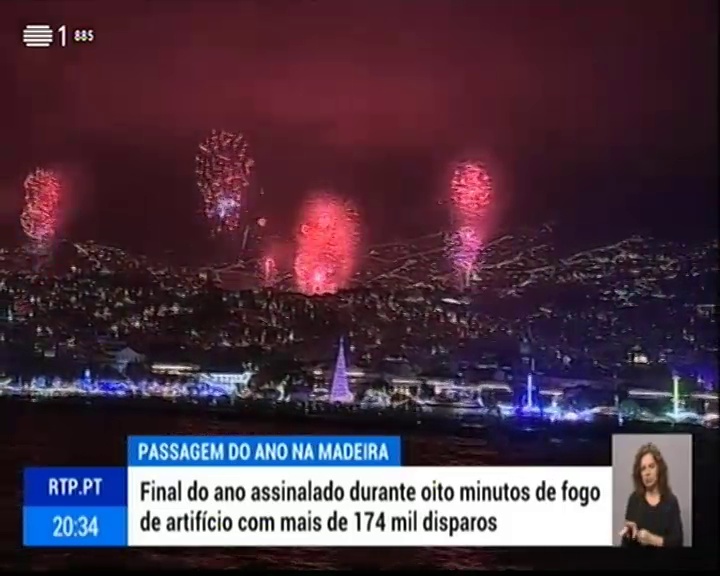 1 885
PASSAGEM DO ANO NA MADEIRA
RTP.PT
20:34
Final do ano assinalado durante oito minutos de fogo
de artifício com mais de 174 mil disparos